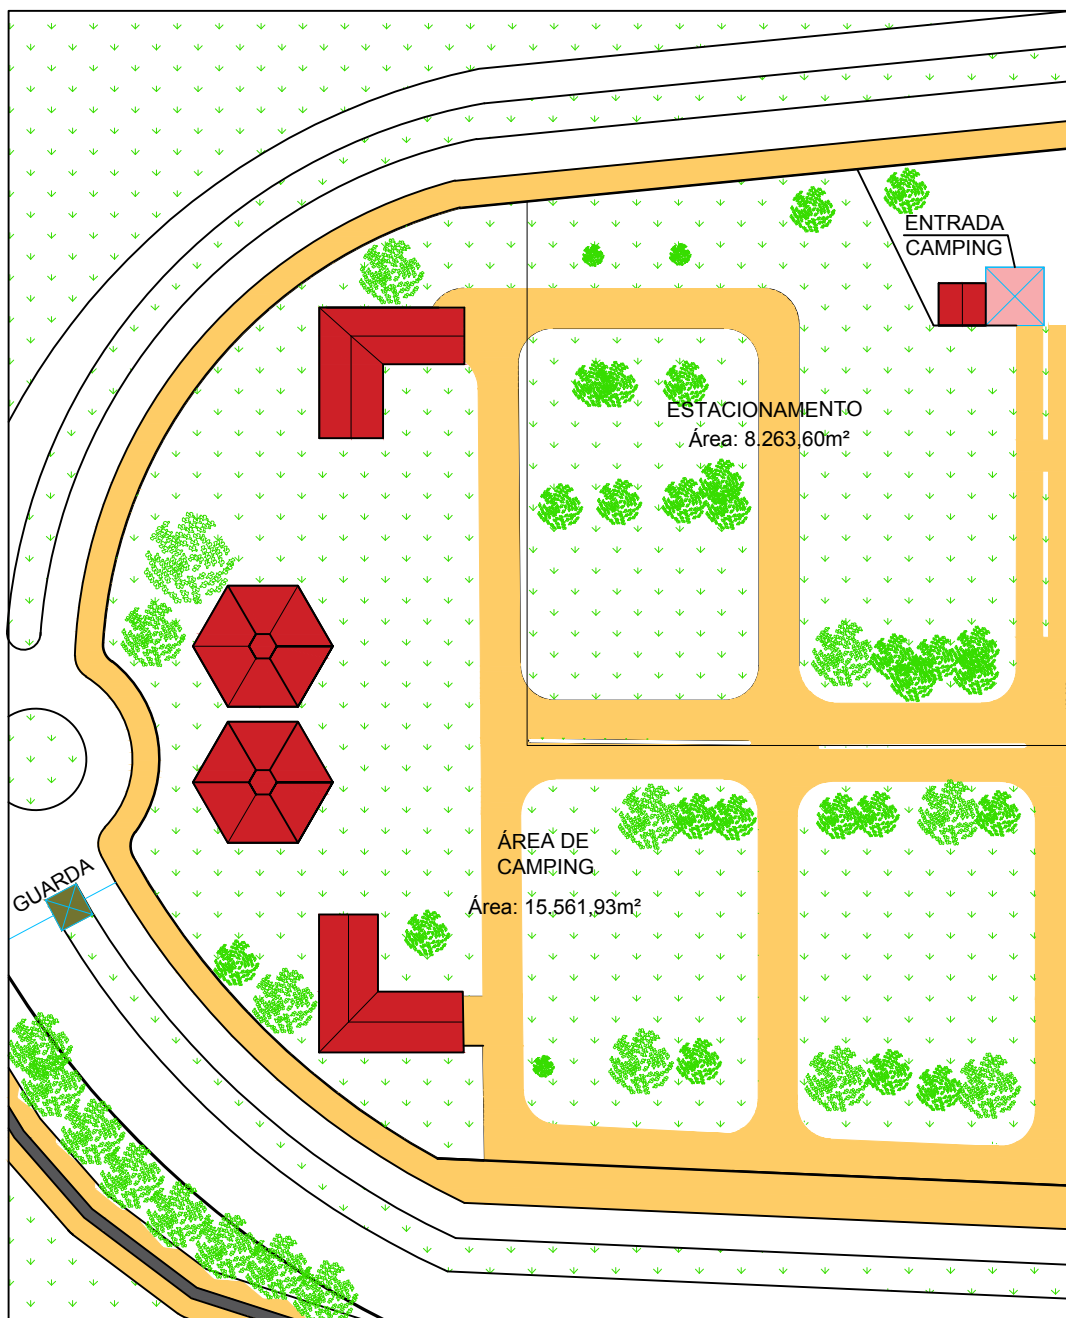 ENTRADA
CAMPING
ESTACIONAMENTO
Área: 8.263,60m²
ÁREA DE
CAMPING
Área: 15.561,93m²
GUARDA